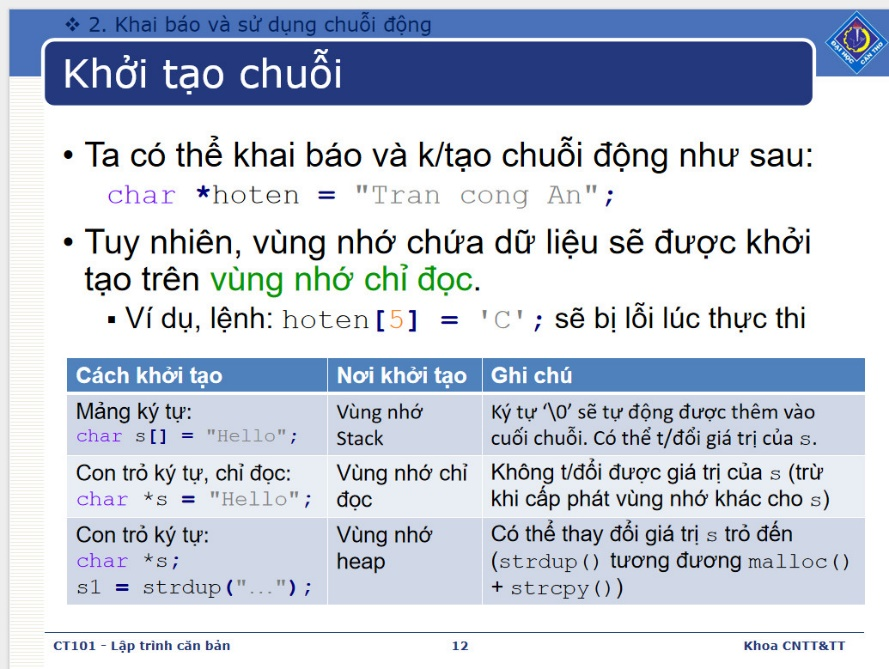 ❖ 2. Khai báo và sử dụng chuỗi động
Khởi tạo chuỗi
ĐẠI HỌC CẦN THƠ
• Ta có thể khai báo và k/tạo chuỗi động như sau:
char *hoten = "Tran cong An";
• Tuy nhiên, vùng nhớ chứa dữ liệu sẽ được khởi
tạo trên vùng nhớ chỉ đọc.
▪ Ví dụ, lệnh: hoten[5] = 'C'; sẽ bị lỗi lúc thực thi
Cách khởi tạo
Nơi khởi tạo
Ghi chú
Mảng ký tự:
char s[] = "Hello";
Vùng nhớ
Stack
Ký tự ‘\0’ sẽ tự động được thêm vào
cuối chuỗi. Có thể t/đổi giá trị của s.
Con trỏ ký tự, chỉ đọc:
char *s = "Hello";
Vùng nhớ chỉ
đọc
Không t/đổi được giá trị của s (trừ
khi cấp phát vùng nhớ khác cho s)
Con trỏ ký tự:
char *s;
s1 = strdup("...");
Vùng nhớ
heap
Có thể thay đổi giá trị s trỏ đến
(strdup() tương đương malloc()
+ strcpy())
CT101 - Lập trình căn bản
12
Khoa CNTT&TT